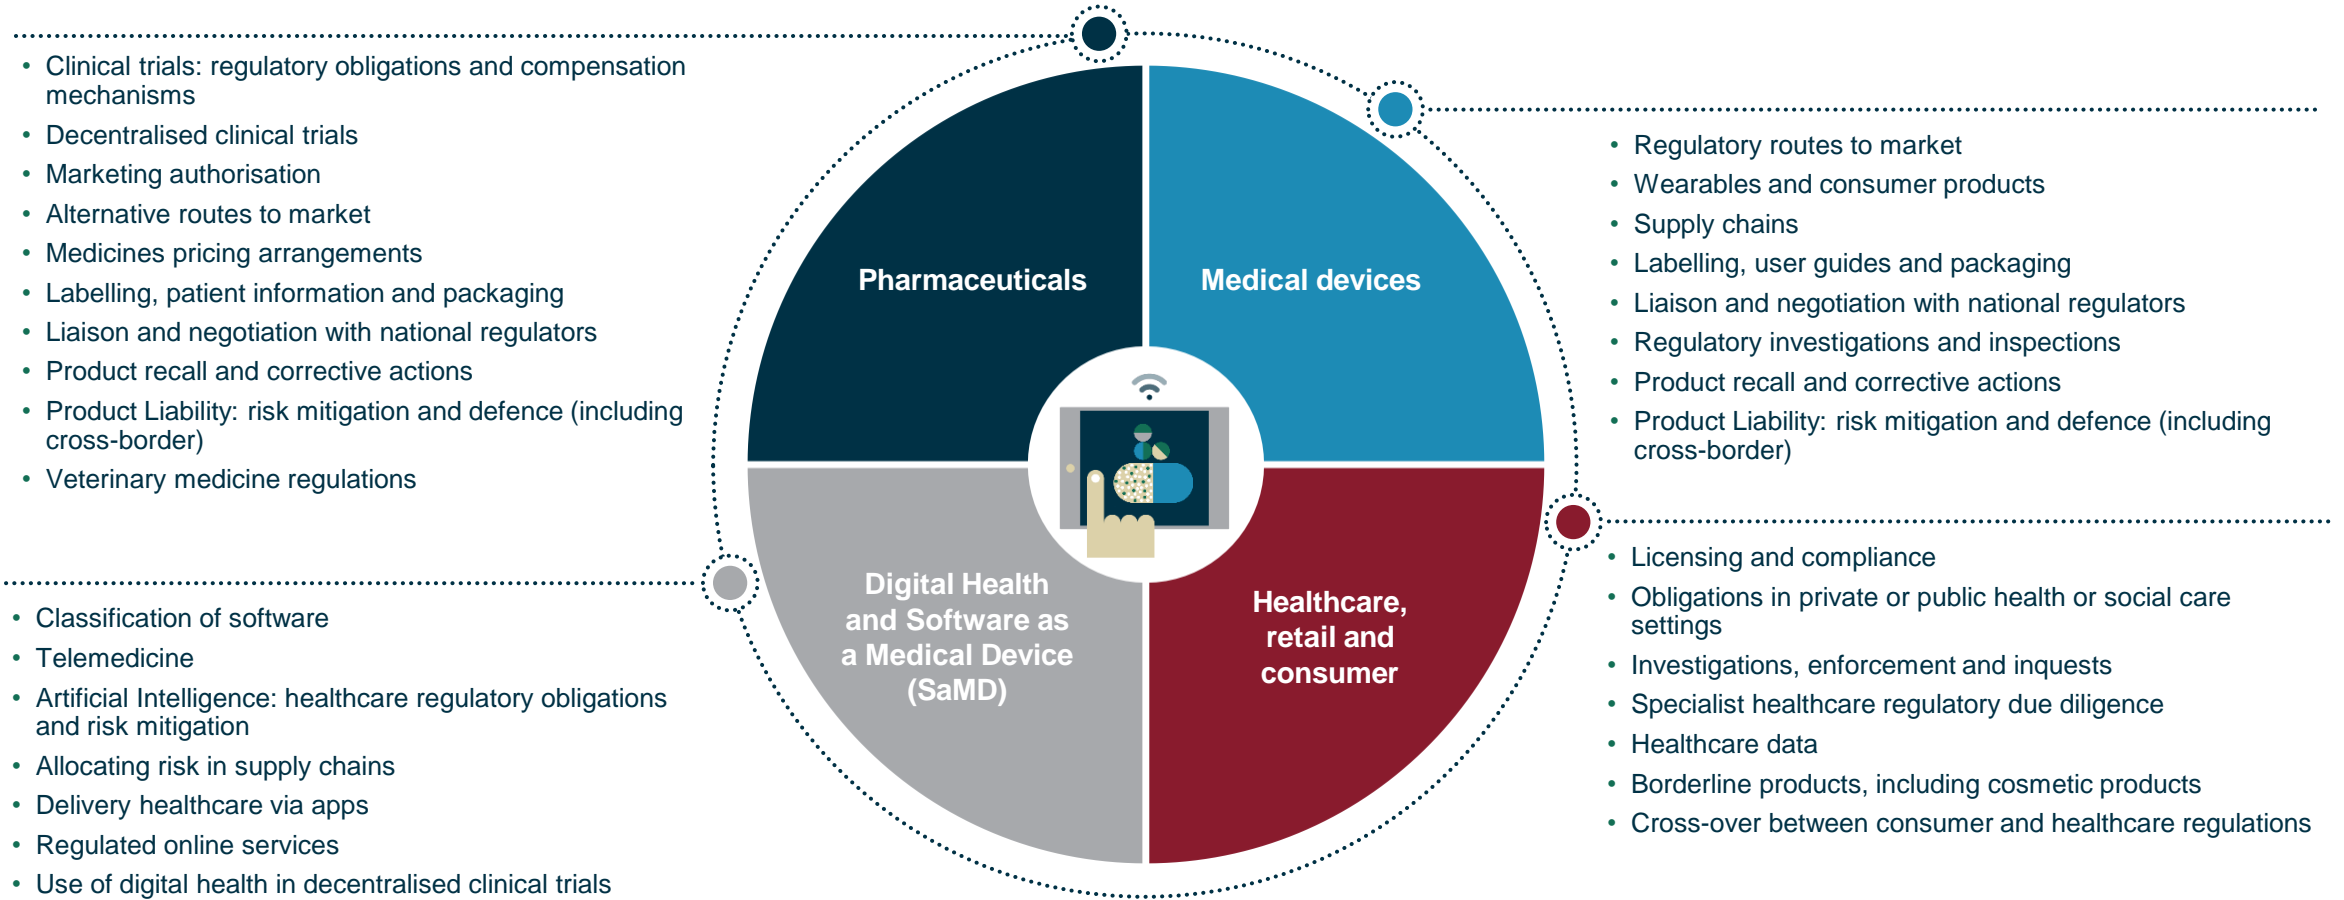 • Clinical trials: regulatory obligations and compensation
mechanisms
• Decentralised clinical trials
• Marketing authorisation
• Alternative routes to market
• Medicines pricing arrangements
• Labelling, patient information and packaging
• Liaison and negotiation with national regulators
• Product recall and corrective actions
• Product Liability: risk mitigation and defence (including
cross-border)
• Veterinary medicine regulations
Pharmaceuticals
Medical devices
• Regulatory routes to market
• Wearables and consumer products
• Supply chains
• Labelling, user guides and packaging
• Liaison and negotiation with national regulators
• Regulatory investigations and inspections
• Product recall and corrective actions
• Product Liability: risk mitigation and defence (including
cross-border)
• Classification of software
• Telemedicine
• Artificial Intelligence: healthcare regulatory obligations
and risk mitigation
• Allocating risk in supply chains
• Delivery healthcare via apps
• Regulated online services
• Use of digital health in decentralised clinical trials
Digital Health
and Software as
a Medical Device
(SaMD)
Healthcare,
retail and
consumer
• Licensing and compliance
• Obligations in private or public health or social care
settings
• Investigations, enforcement and inquests
• Specialist healthcare regulatory due diligence
• Healthcare data
• Borderline products, including cosmetic products
• Cross-over between consumer and healthcare regulations